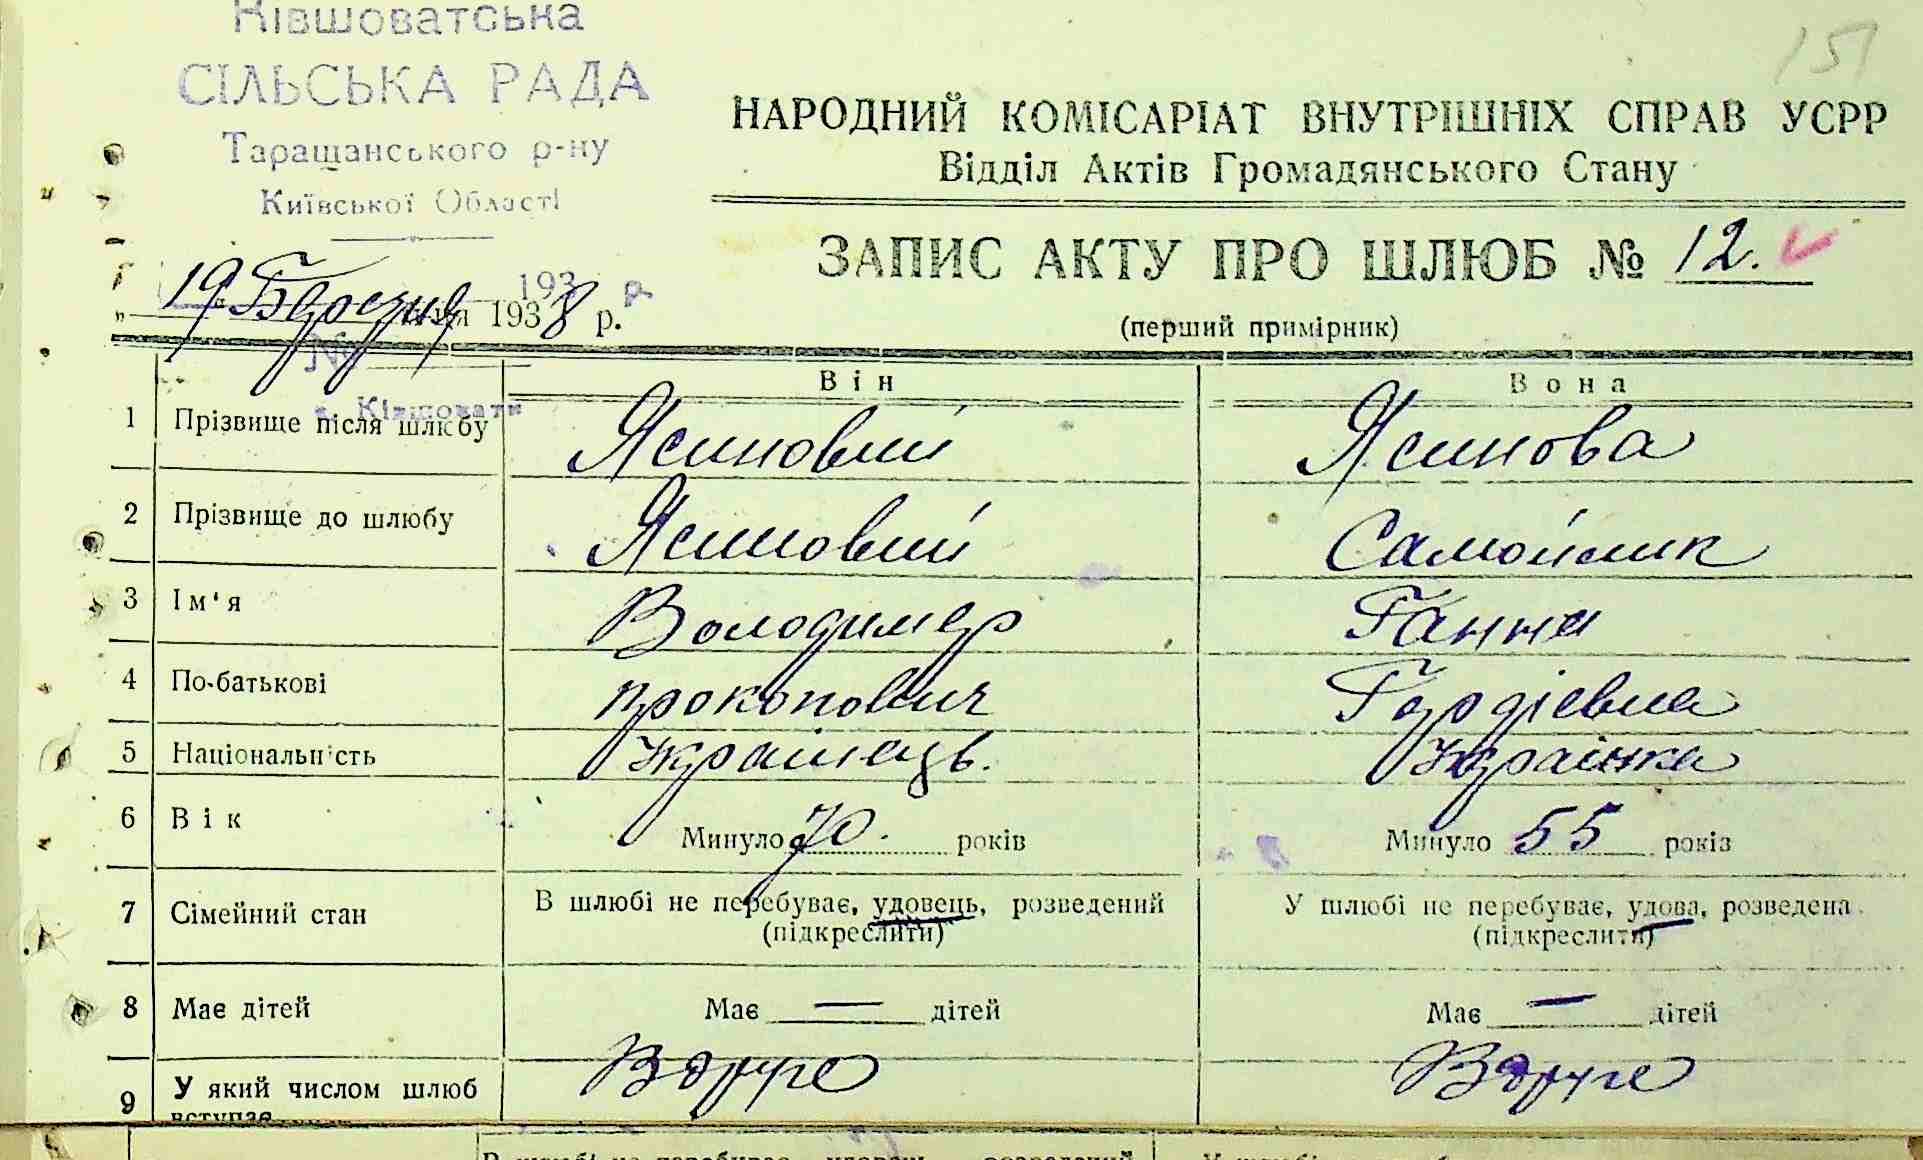 Ківшоватська
СІЛЬСЬКА РАДА
Таращанського р-ну
Київської Області
151
НАРОДНИЙ КОМІСАРІАТ ВНУТРІШНІХ СПРАВ УСРР
Відділ Актів Громадянського Стану
ЗАПИС АКТУ ПРО ШЛЮБ № 12.
(перший примірник)
193 р
„19 Березня 1938 р.
№
с. Ківшовати
Він Вона
1 Прізвище після шлюбу Ясиновий Ясинова
2 Прізвище до шлюбу Ясиновий Самойлик
3 Ім'я Володимер Ганна
4 По-батькові Прокопович Гордієвна
5 Національність Українець. Українка
6 Вік Минуло 70. років Минуло 55 років
7 Сімейний стан В шлюбі не перебуває, удовець, розведений У шлюбі не перебуває, удова, розведена
(підкреслити) (підкреслити)
8 Має дітей Має — дітей Має — дітей
9 У який числом шлюб Вдруге Вдруге
вступає